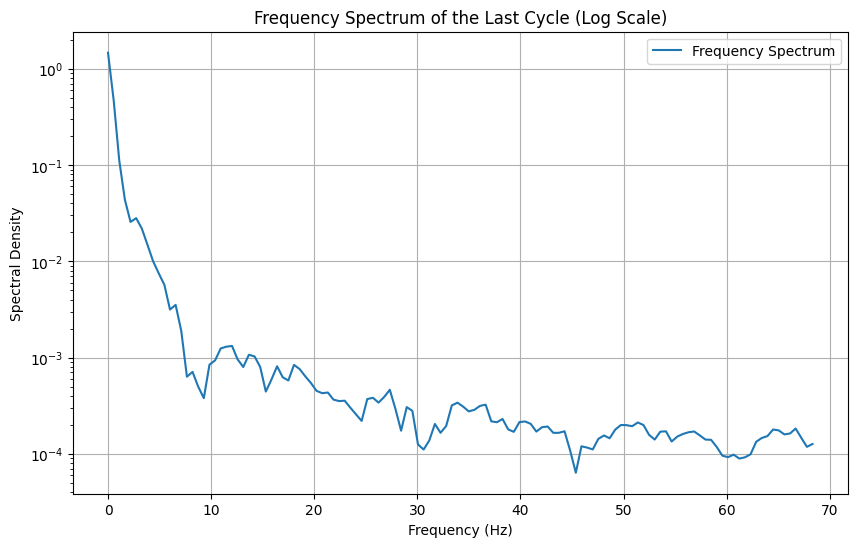 Frequency Spectrum of the Last Cycle (Log Scale)
Frequency Spectrum
10⁰
10⁻¹
10⁻²
10⁻³
10⁻⁴
Spectral Density
0 10 20 30 40 50 60 70
Frequency (Hz)